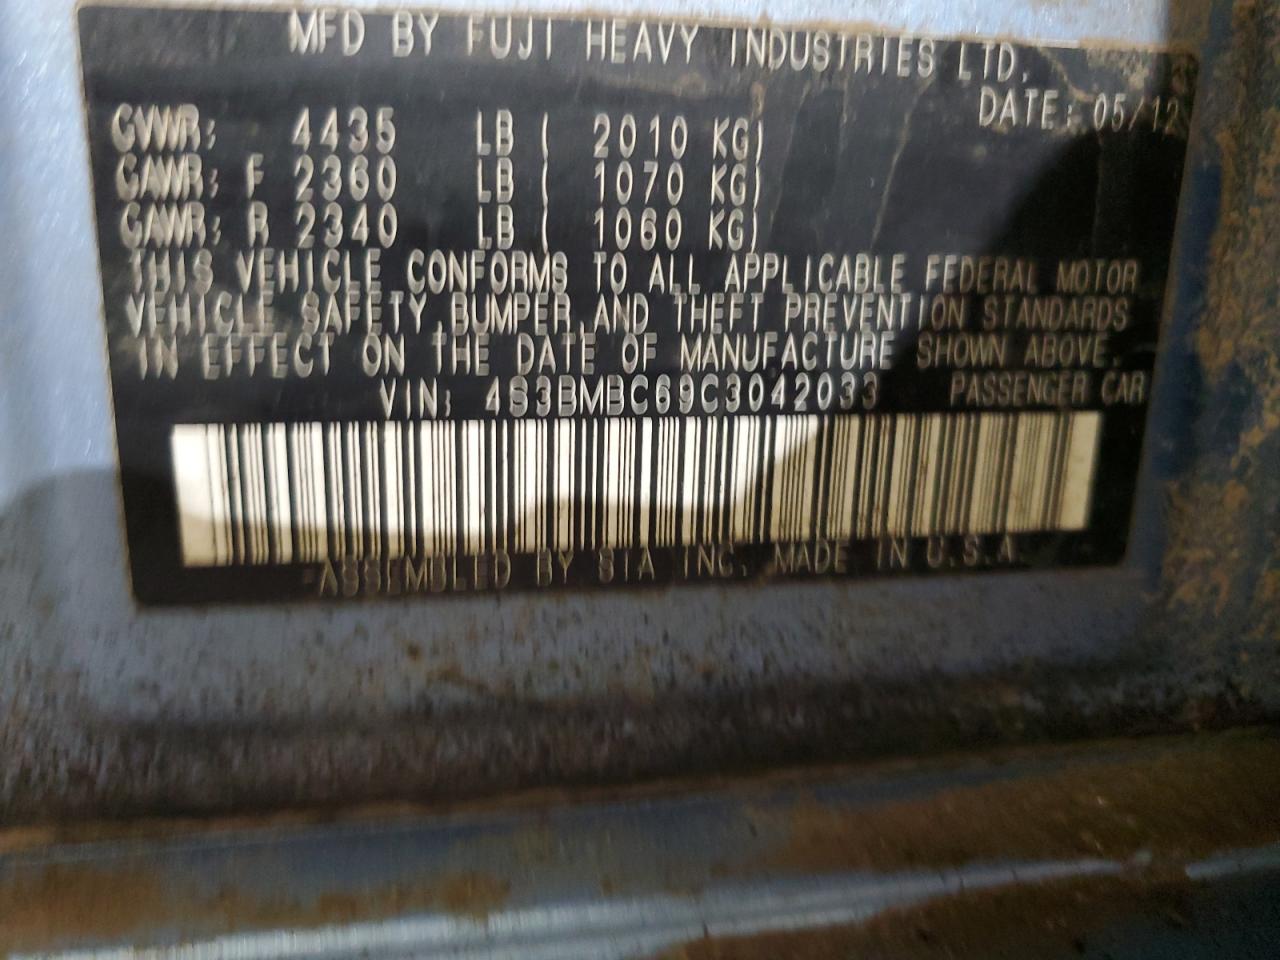 MFD BY FUJI HEAVY INDUSTRIES LTD.
DATE: 05/12
GVWR: 4435 LB ( 2010 KG)
GAWR: F 2360 LB ( 1070 KG)
GAWR: R 2340 LB ( 1060 KG)
THIS VEHICLE CONFORMS TO ALL APPLICABLE FEDERAL MOTOR
VEHICLE SAFETY,BUMPER,AND THEFT PREVENTION STANDARDS
IN EFFECT ON THE DATE OF MANUFACTURE SHOWN ABOVE.
VIN: 4S3BMBC69C3042033 PASSENGER CAR
ASSEMBLED BY SIA INC. MADE IN U.S.A.